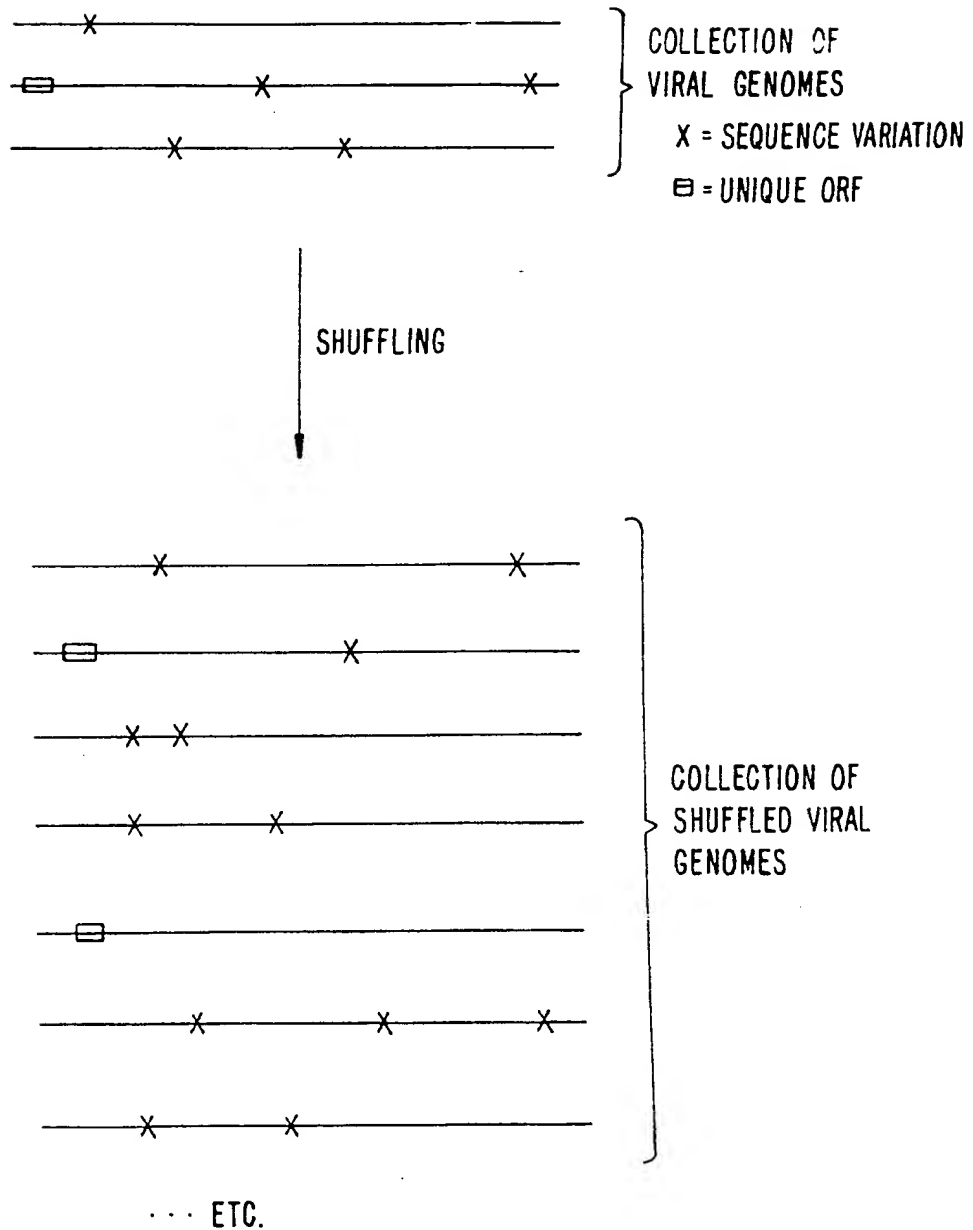 COLLECTION OF
VIRAL GENOMES
X = SEQUENCE VARIATION
= UNIQUE ORF
SHUFFLING
COLLECTION OF
SHUFFLED VIRAL
GENOMES
··· ETC.